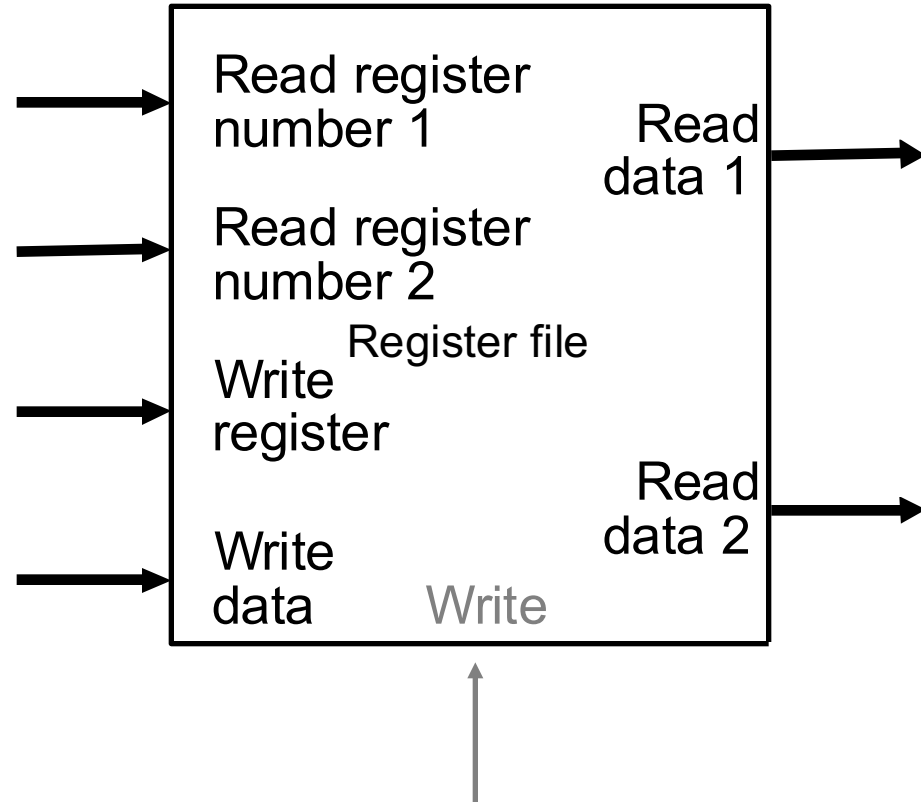 Read register
number 1
Read
data 1
Read register
number 2
Register file
Write
register
Read
data 2
Write
data
Write